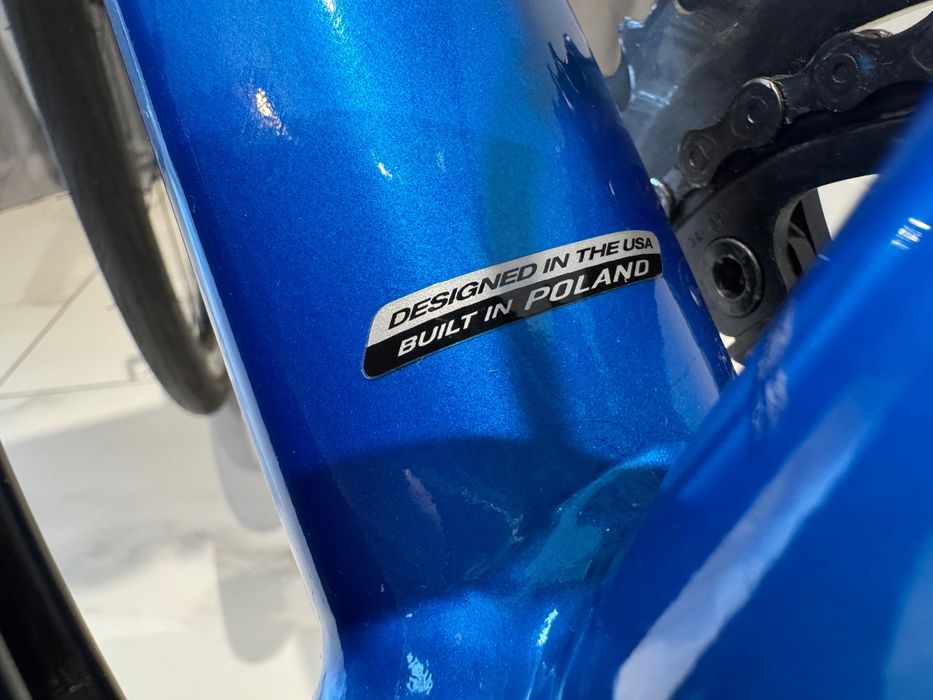 DESIGNED IN THE USA
BUILT IN POLAND